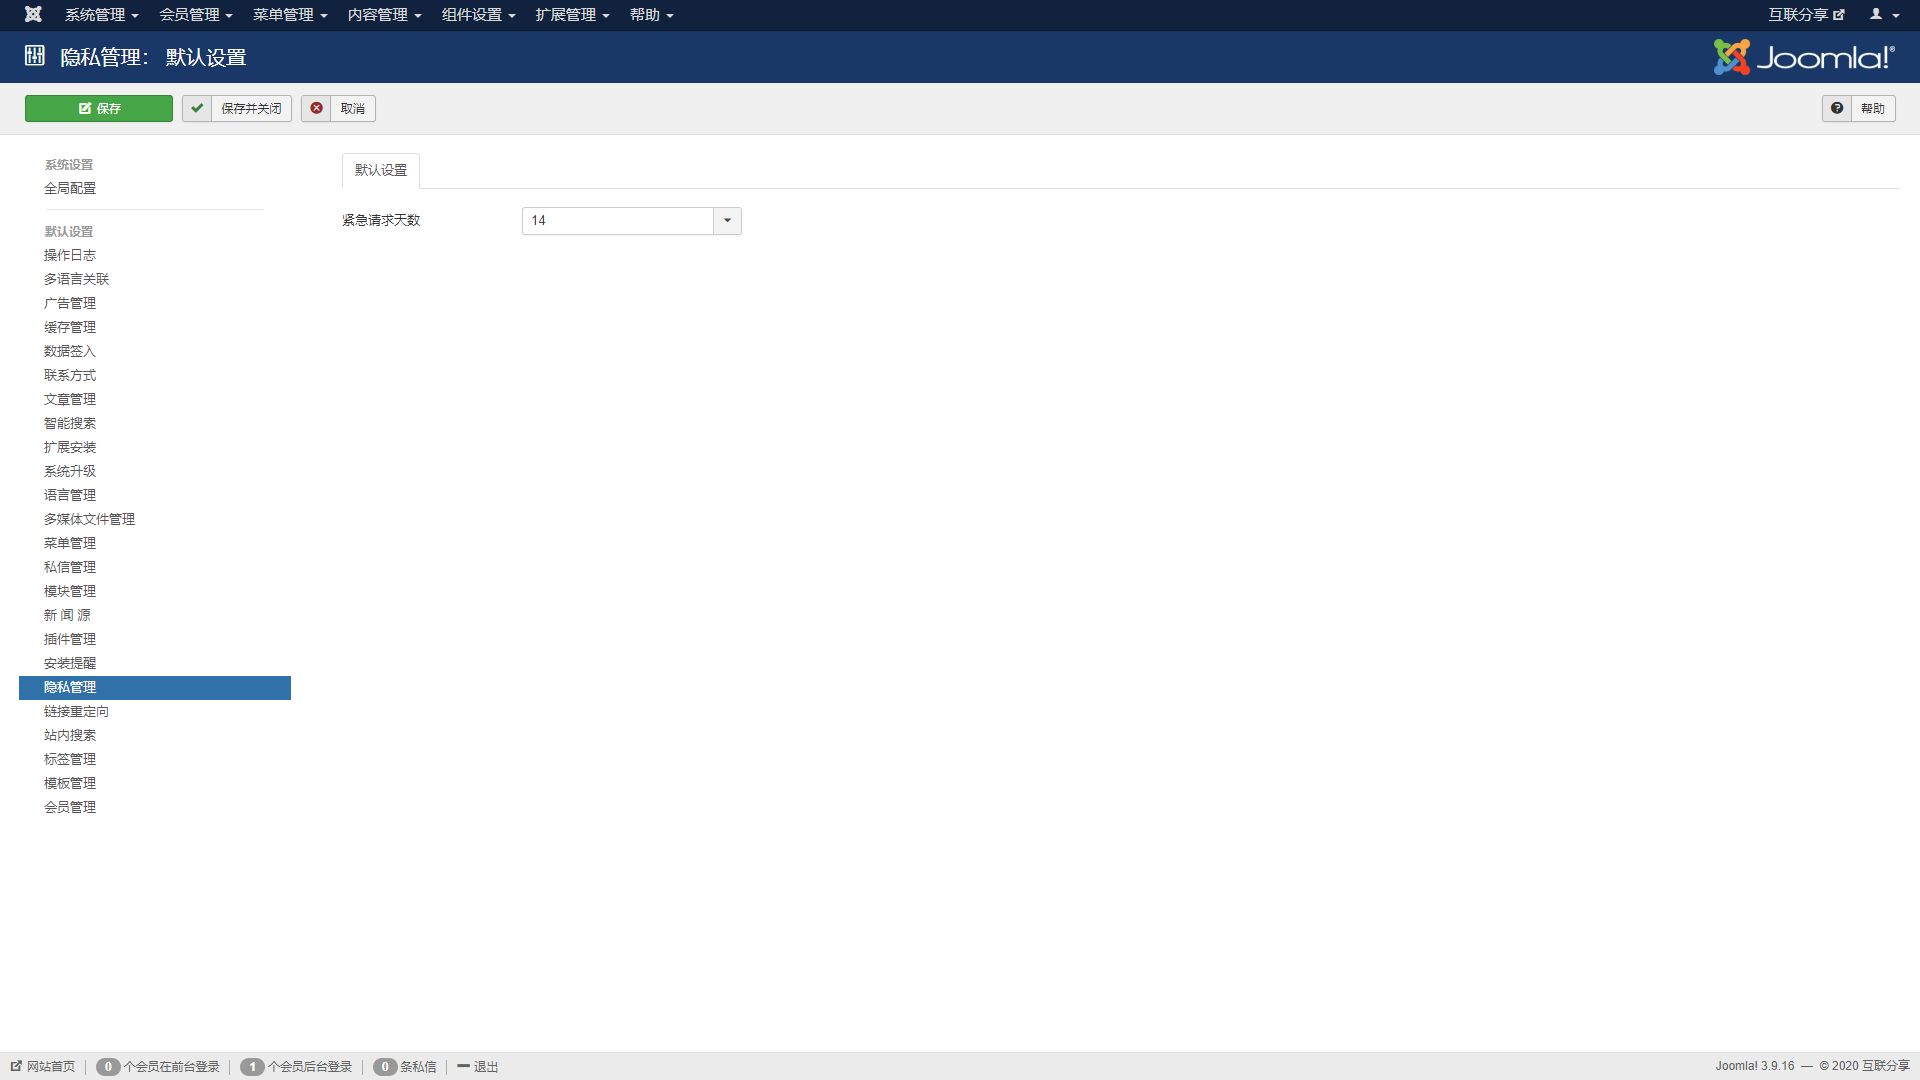 系统管理 会员管理 菜单管理 内容管理 组件设置 扩展管理 帮助 互联分享
隐私管理： 默认设置 Joomla!®
保存 保存并关闭 取消 帮助
系统设置
全局配置
默认设置
操作日志
多语言关联
广告管理
缓存管理
数据签入
联系方式
文章管理
智能搜索
扩展安装
系统升级
语言管理
多媒体文件管理
菜单管理
私信管理
模块管理
新 闻 源
插件管理
安装提醒
隐私管理
链接重定向
站内搜索
标签管理
模板管理
会员管理
默认设置
紧急请求天数 14
网站首页 0 个会员在前台登录 1 个会员后台登录 0 条私信 退出 Joomla! 3.9.16 — © 2020 互联分享